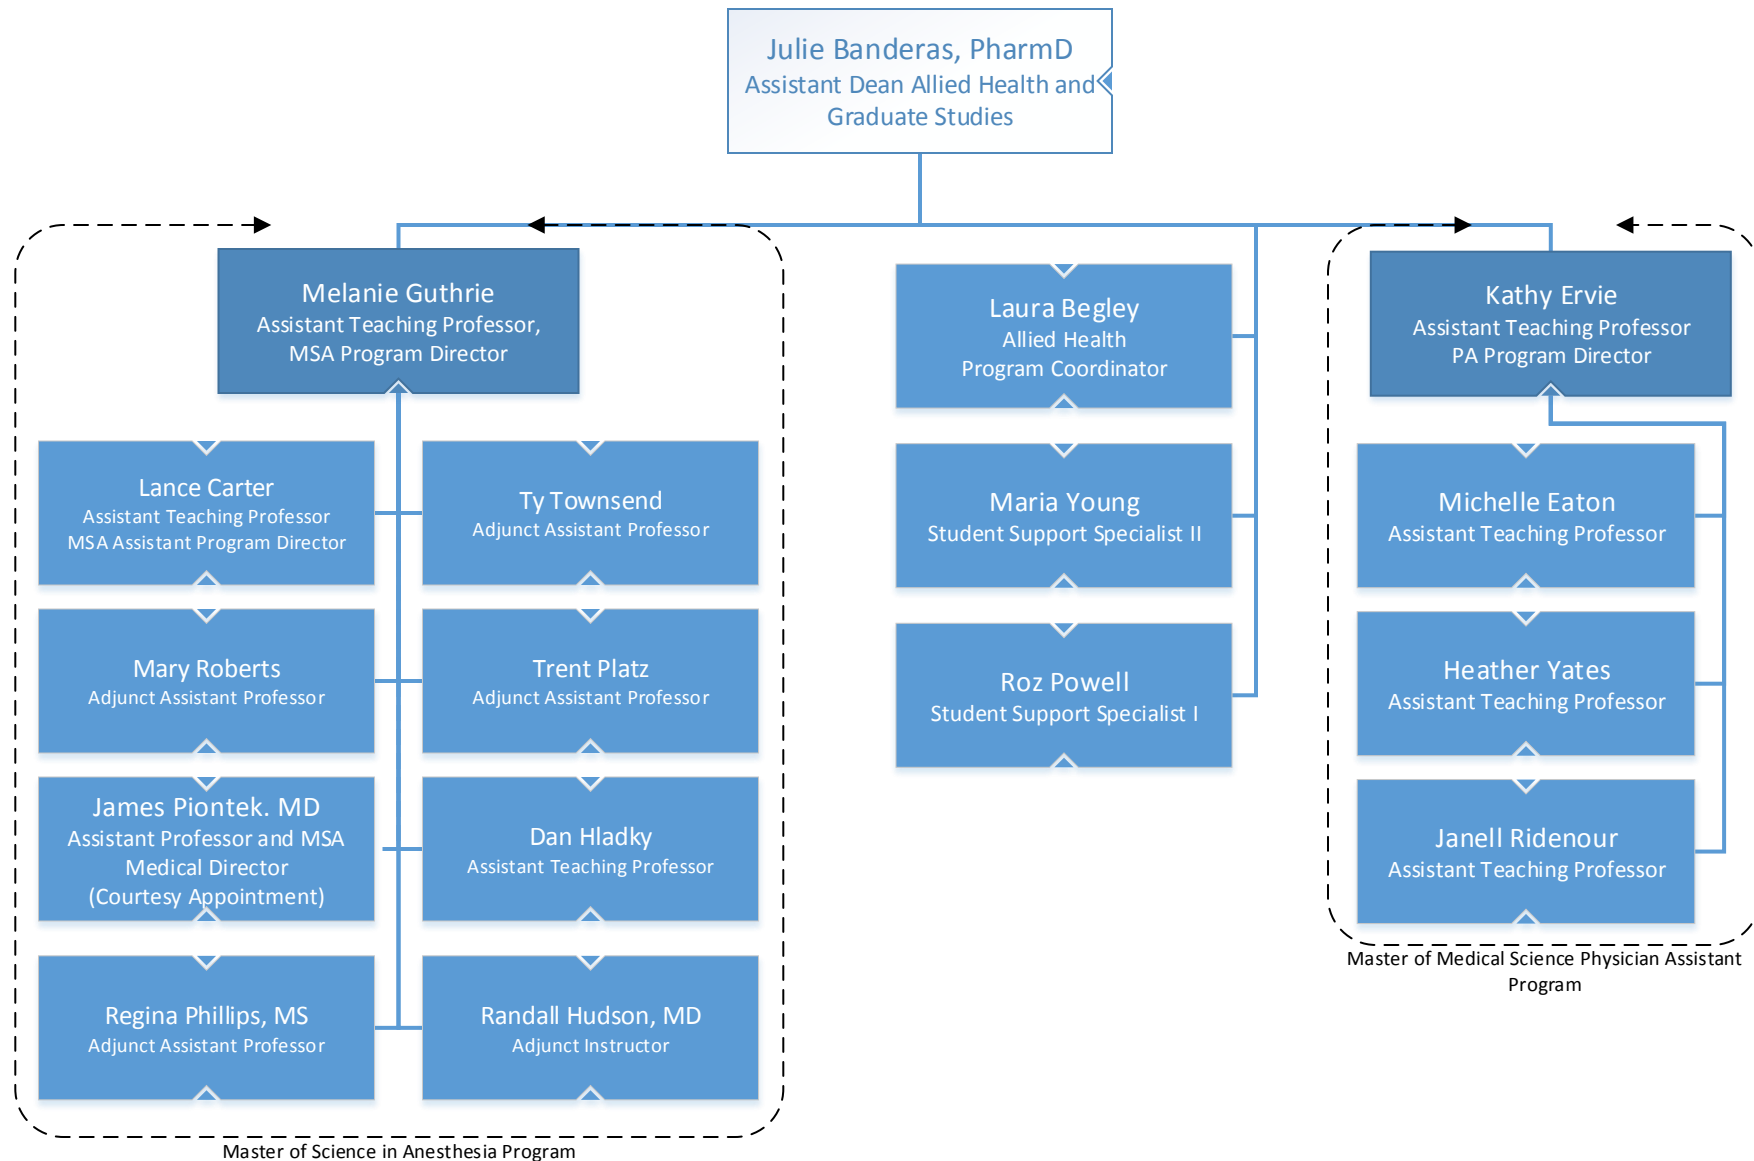 Julie Banderas, PharmD
Assistant Dean Allied Health and
Graduate Studies
Melanie Guthrie
Assistant Teaching Professor,
MSA Program Director
Lance Carter
Assistant Teaching Professor
MSA Assistant Program Director
Ty Townsend
Adjunct Assistant Professor
Mary Roberts
Adjunct Assistant Professor
Trent Platz
Adjunct Assistant Professor
James Piontek. MD
Assistant Professor and MSA
Medical Director
(Courtesy Appointment)
Dan Hladky
Assistant Teaching Professor
Regina Phillips, MS
Adjunct Assistant Professor
Randall Hudson, MD
Adjunct Instructor
Master of Science in Anesthesia Program
Laura Begley
Allied Health
Program Coordinator
Maria Young
Student Support Specialist II
Roz Powell
Student Support Specialist I
Kathy Ervie
Assistant Teaching Professor
PA Program Director
Michelle Eaton
Assistant Teaching Professor
Heather Yates
Assistant Teaching Professor
Janell Ridenour
Assistant Teaching Professor
Master of Medical Science Physician Assistant
Program